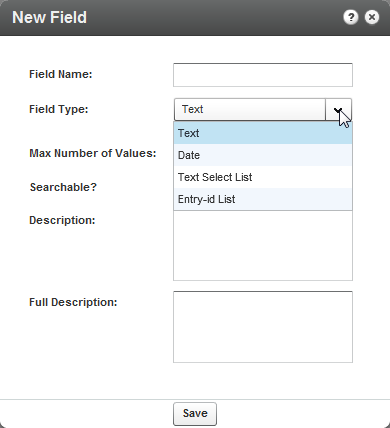 New Field ?
Field Name:
Field Type: Text
Text
Date
Max Number of Values:
Text Select List
Searchable?
Entry-id List
Description:
Full Description:
Save